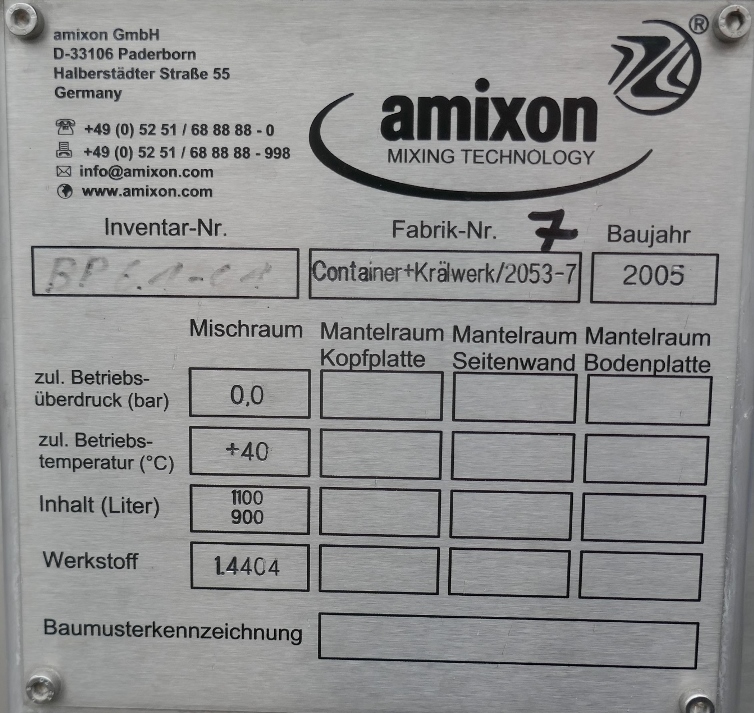 amixon GmbH
D-33106 Paderborn
Halberstädter Straße 55
Germany
+49 (0) 52 51 / 68 88 88 - 0
+49 (0) 52 51 / 68 88 88 - 998
info@amixon.com
www.amixon.com
®
amixon
MIXING TECHNOLOGY
Inventar-Nr. Fabrik-Nr. 7 Baujahr
Container+Krälwerk/2053-7 2005
Mischraum Mantelraum Kopfplatte Mantelraum Seitenwand Mantelraum Bodenplatte
zul. Betriebs-
überdruck (bar) 0,0
zul. Betriebs-
temperatur (°C) +40
Inhalt (Liter) 1100
900
Werkstoff 1.4404
Baumusterkennzeichnung